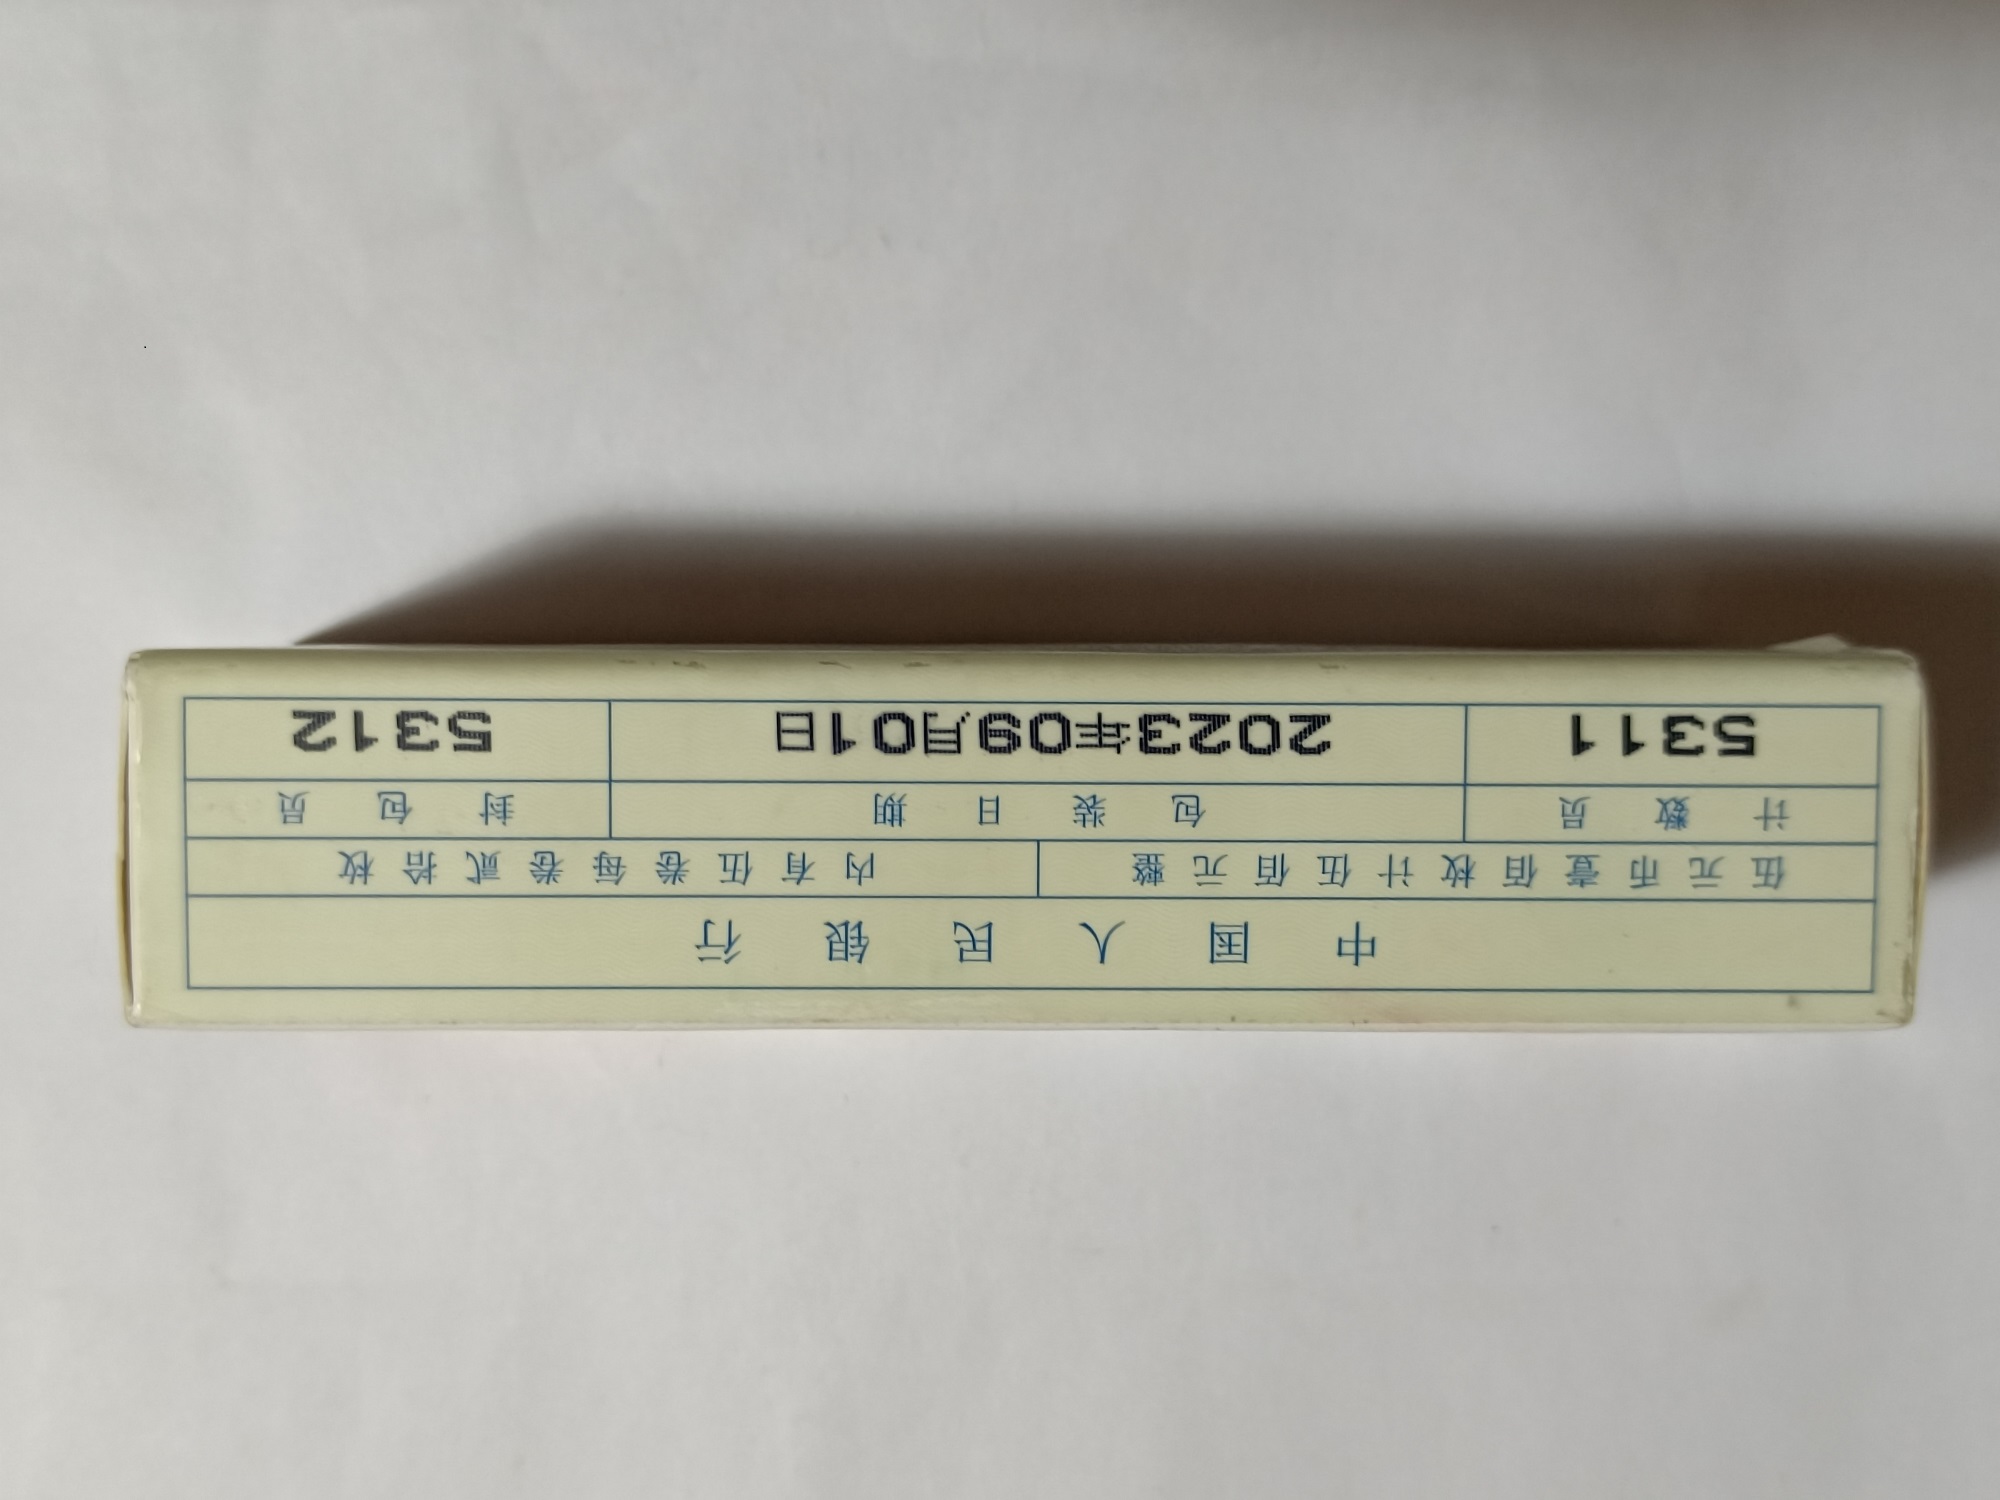 中国人民银行
伍元币壹佰枚计伍佰元整 内有伍卷每卷贰拾枚
计数员 包装日期 封包员
5311 2023年09月01日 5312